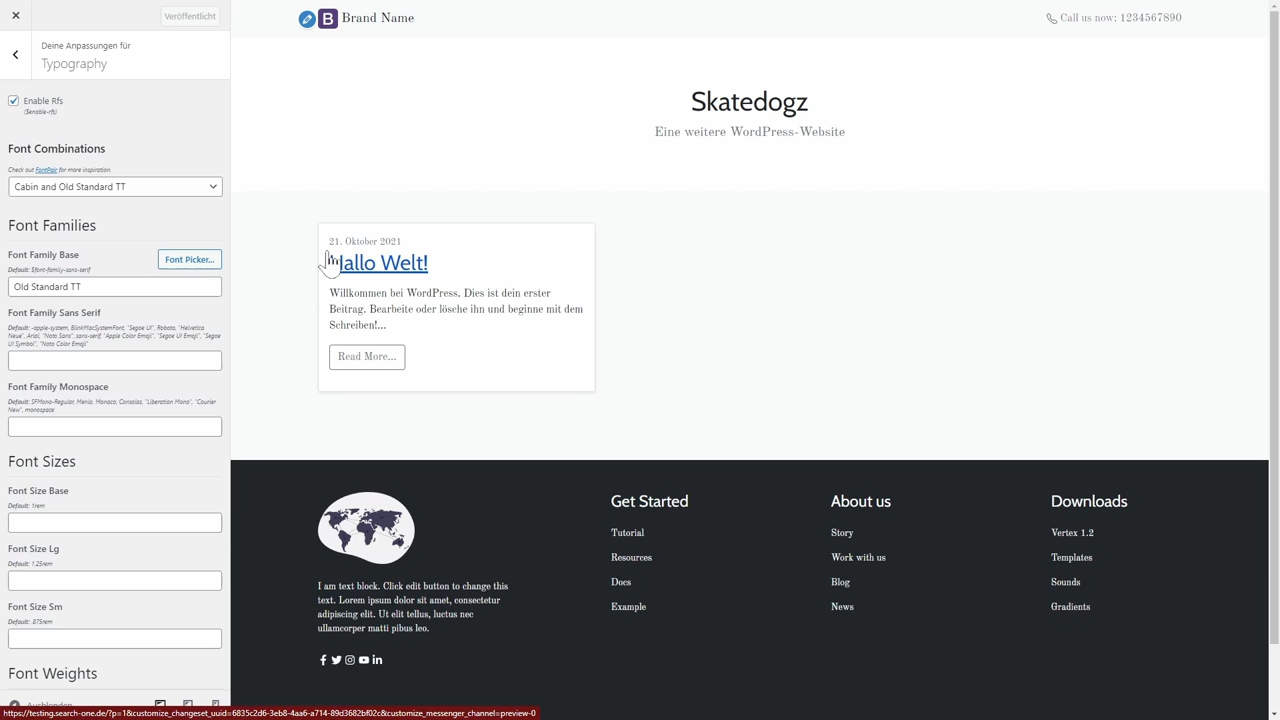 Veröffentlicht
Deine Anpassungen für
Typography
Enable Rfs
($enable-rfs)
Font Combinations
Check out FontPair for more inspiration.
Cabin and Old Standard TT
Font Families
Font Family Base
Default: $font-family-sans-serif
Font Picker...
Old Standard TT
Font Family Sans Serif
Default: -apple-system, BlinkMacSystemFont, "Segoe UI", Roboto, "Helvetica
Neue", Arial, "Noto Sans", sans-serif, "Apple Color Emoji", "Segoe UI Emoji", "Segoe
UI Symbol", "Noto Color Emoji"
Font Family Monospace
Default: SFMono-Regular, Menlo, Monaco, Consolas, "Liberation Mono", "Courier
New", monospace
Font Sizes
Font Size Base
Default: 1rem
Font Size Lg
Default: 1.25rem
Font Size Sm
Default: .875rem
Font Weights
Ausblenden
B Brand Name
Call us now: 1234567890
Skatedogz
Eine weitere WordPress-Website
21. Oktober 2021
Hallo Welt!
Willkommen bei WordPress. Dies ist dein erster
Beitrag. Bearbeite oder lösche ihn und beginne mit dem
Schreiben!...
Read More...
I am text block. Click edit button to change this
text. Lorem ipsum dolor sit amet, consectetur
adipiscing elit. Ut elit tellus, luctus nec
ullamcorper matti pibus leo.
Get Started
Tutorial
Resources
Docs
Example
About us
Story
Work with us
Blog
News
Downloads
Vertex 1.2
Templates
Sounds
Gradients
https://testing.search-one.de/?p=1&customize_changeset_uuid=6835c2d6-3eb8-4aa6-a714-89d3682bf02c&customize_messenger_channel=preview-0